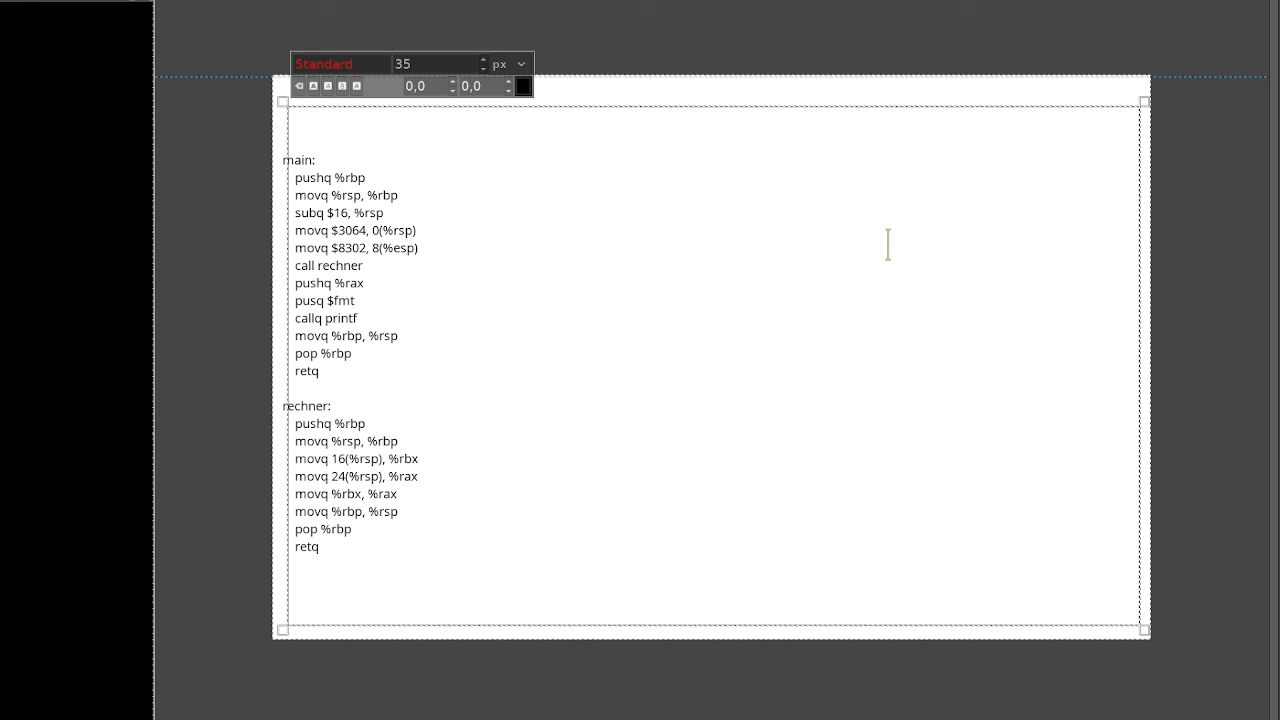 Standard 35 px
0,0 0,0
main:
pushq %rbp
movq %rsp, %rbp
subq $16, %rsp
movq $3064, 0(%rsp)
movq $8302, 8(%esp)
call rechner
pushq %rax
pusq $fmt
callq printf
movq %rbp, %rsp
pop %rbp
retq
rechner:
pushq %rbp
movq %rsp, %rbp
movq 16(%rsp), %rbx
movq 24(%rsp), %rax
movq %rbx, %rax
movq %rbp, %rsp
pop %rbp
retq